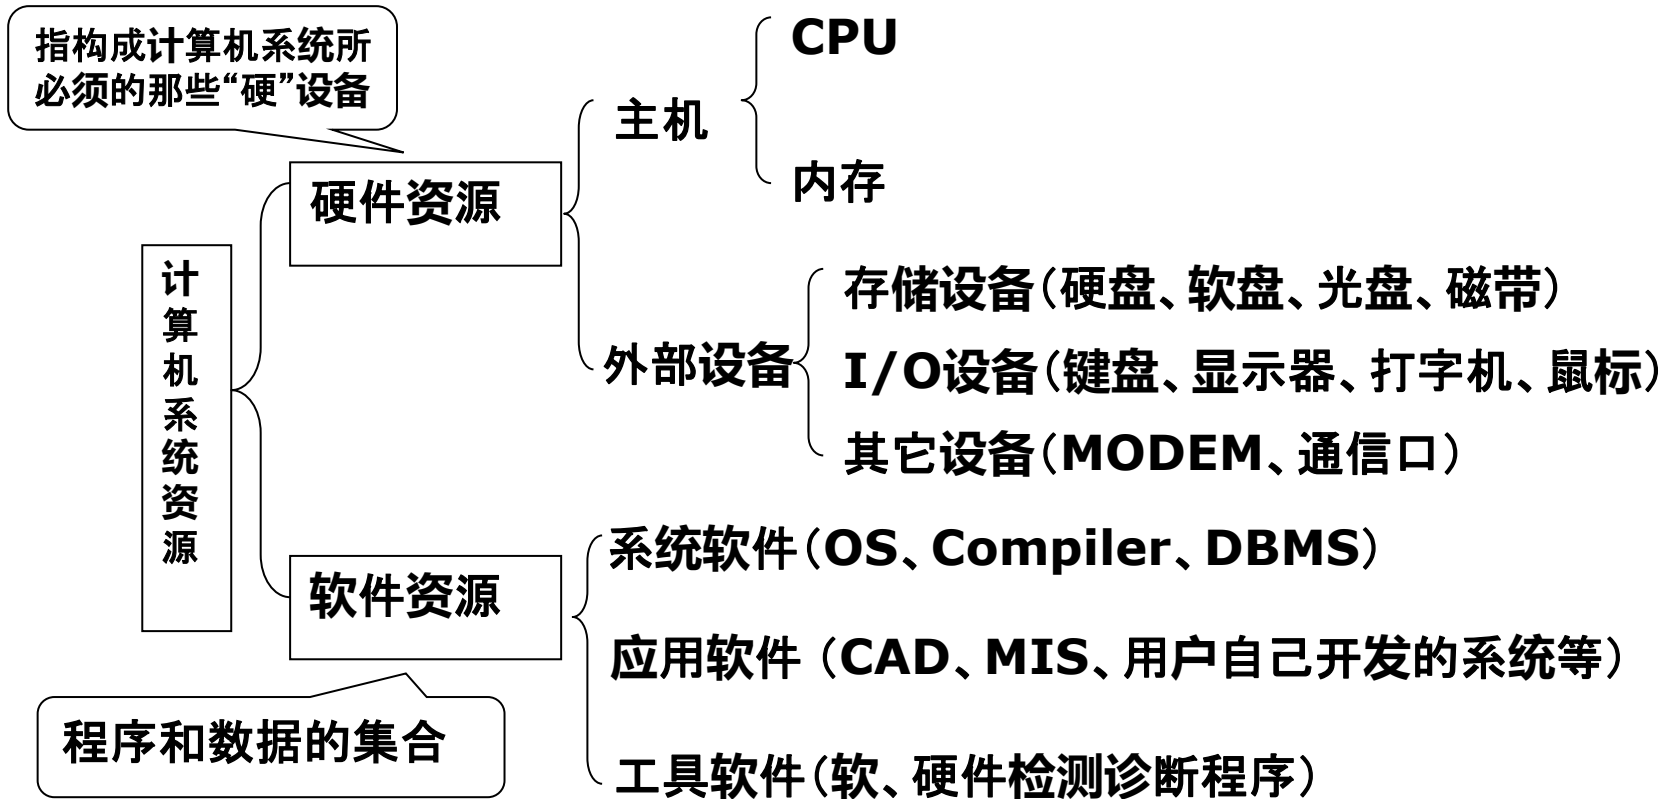 指构成计算机系统所
必须的那些“硬”设备
CPU
主机
内存
硬件资源
计
算
机
系
统
资
源
存储设备(硬盘、软盘、光盘、磁带)
外部设备
I/O设备(键盘、显示器、打字机、鼠标)
其它设备(MODEM、通信口)
系统软件(OS、Compiler、DBMS)
软件资源
应用软件(CAD、MIS、用户自己开发的系统等)
程序和数据的集合
工具软件(软、硬件检测诊断程序)